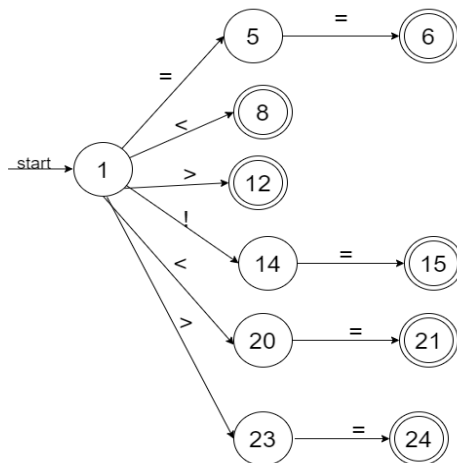 = 5 = 6
< 8
start 1 > 12
! 14 = 15
< 20 = 21
> 23 = 24